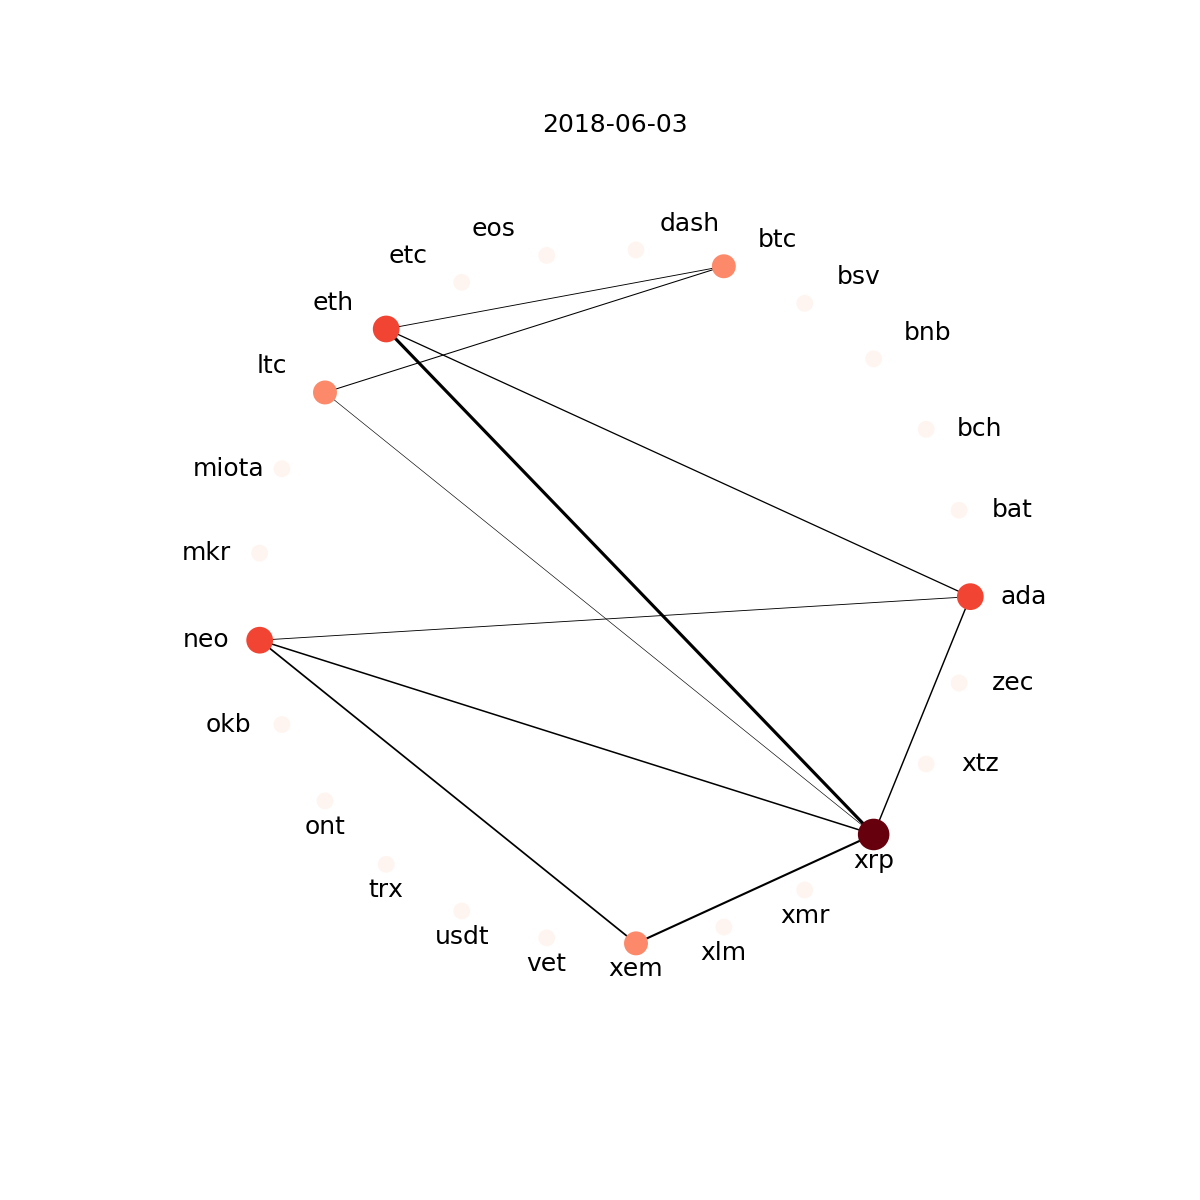 2018-06-03
dash
eos
btc
etc
bsv
eth
bnb
ltc
bch
miota
bat
mkr
ada
neo
zec
okb
xtz
ont
xrp
trx
xmr
usdt
xlm
vet
xem